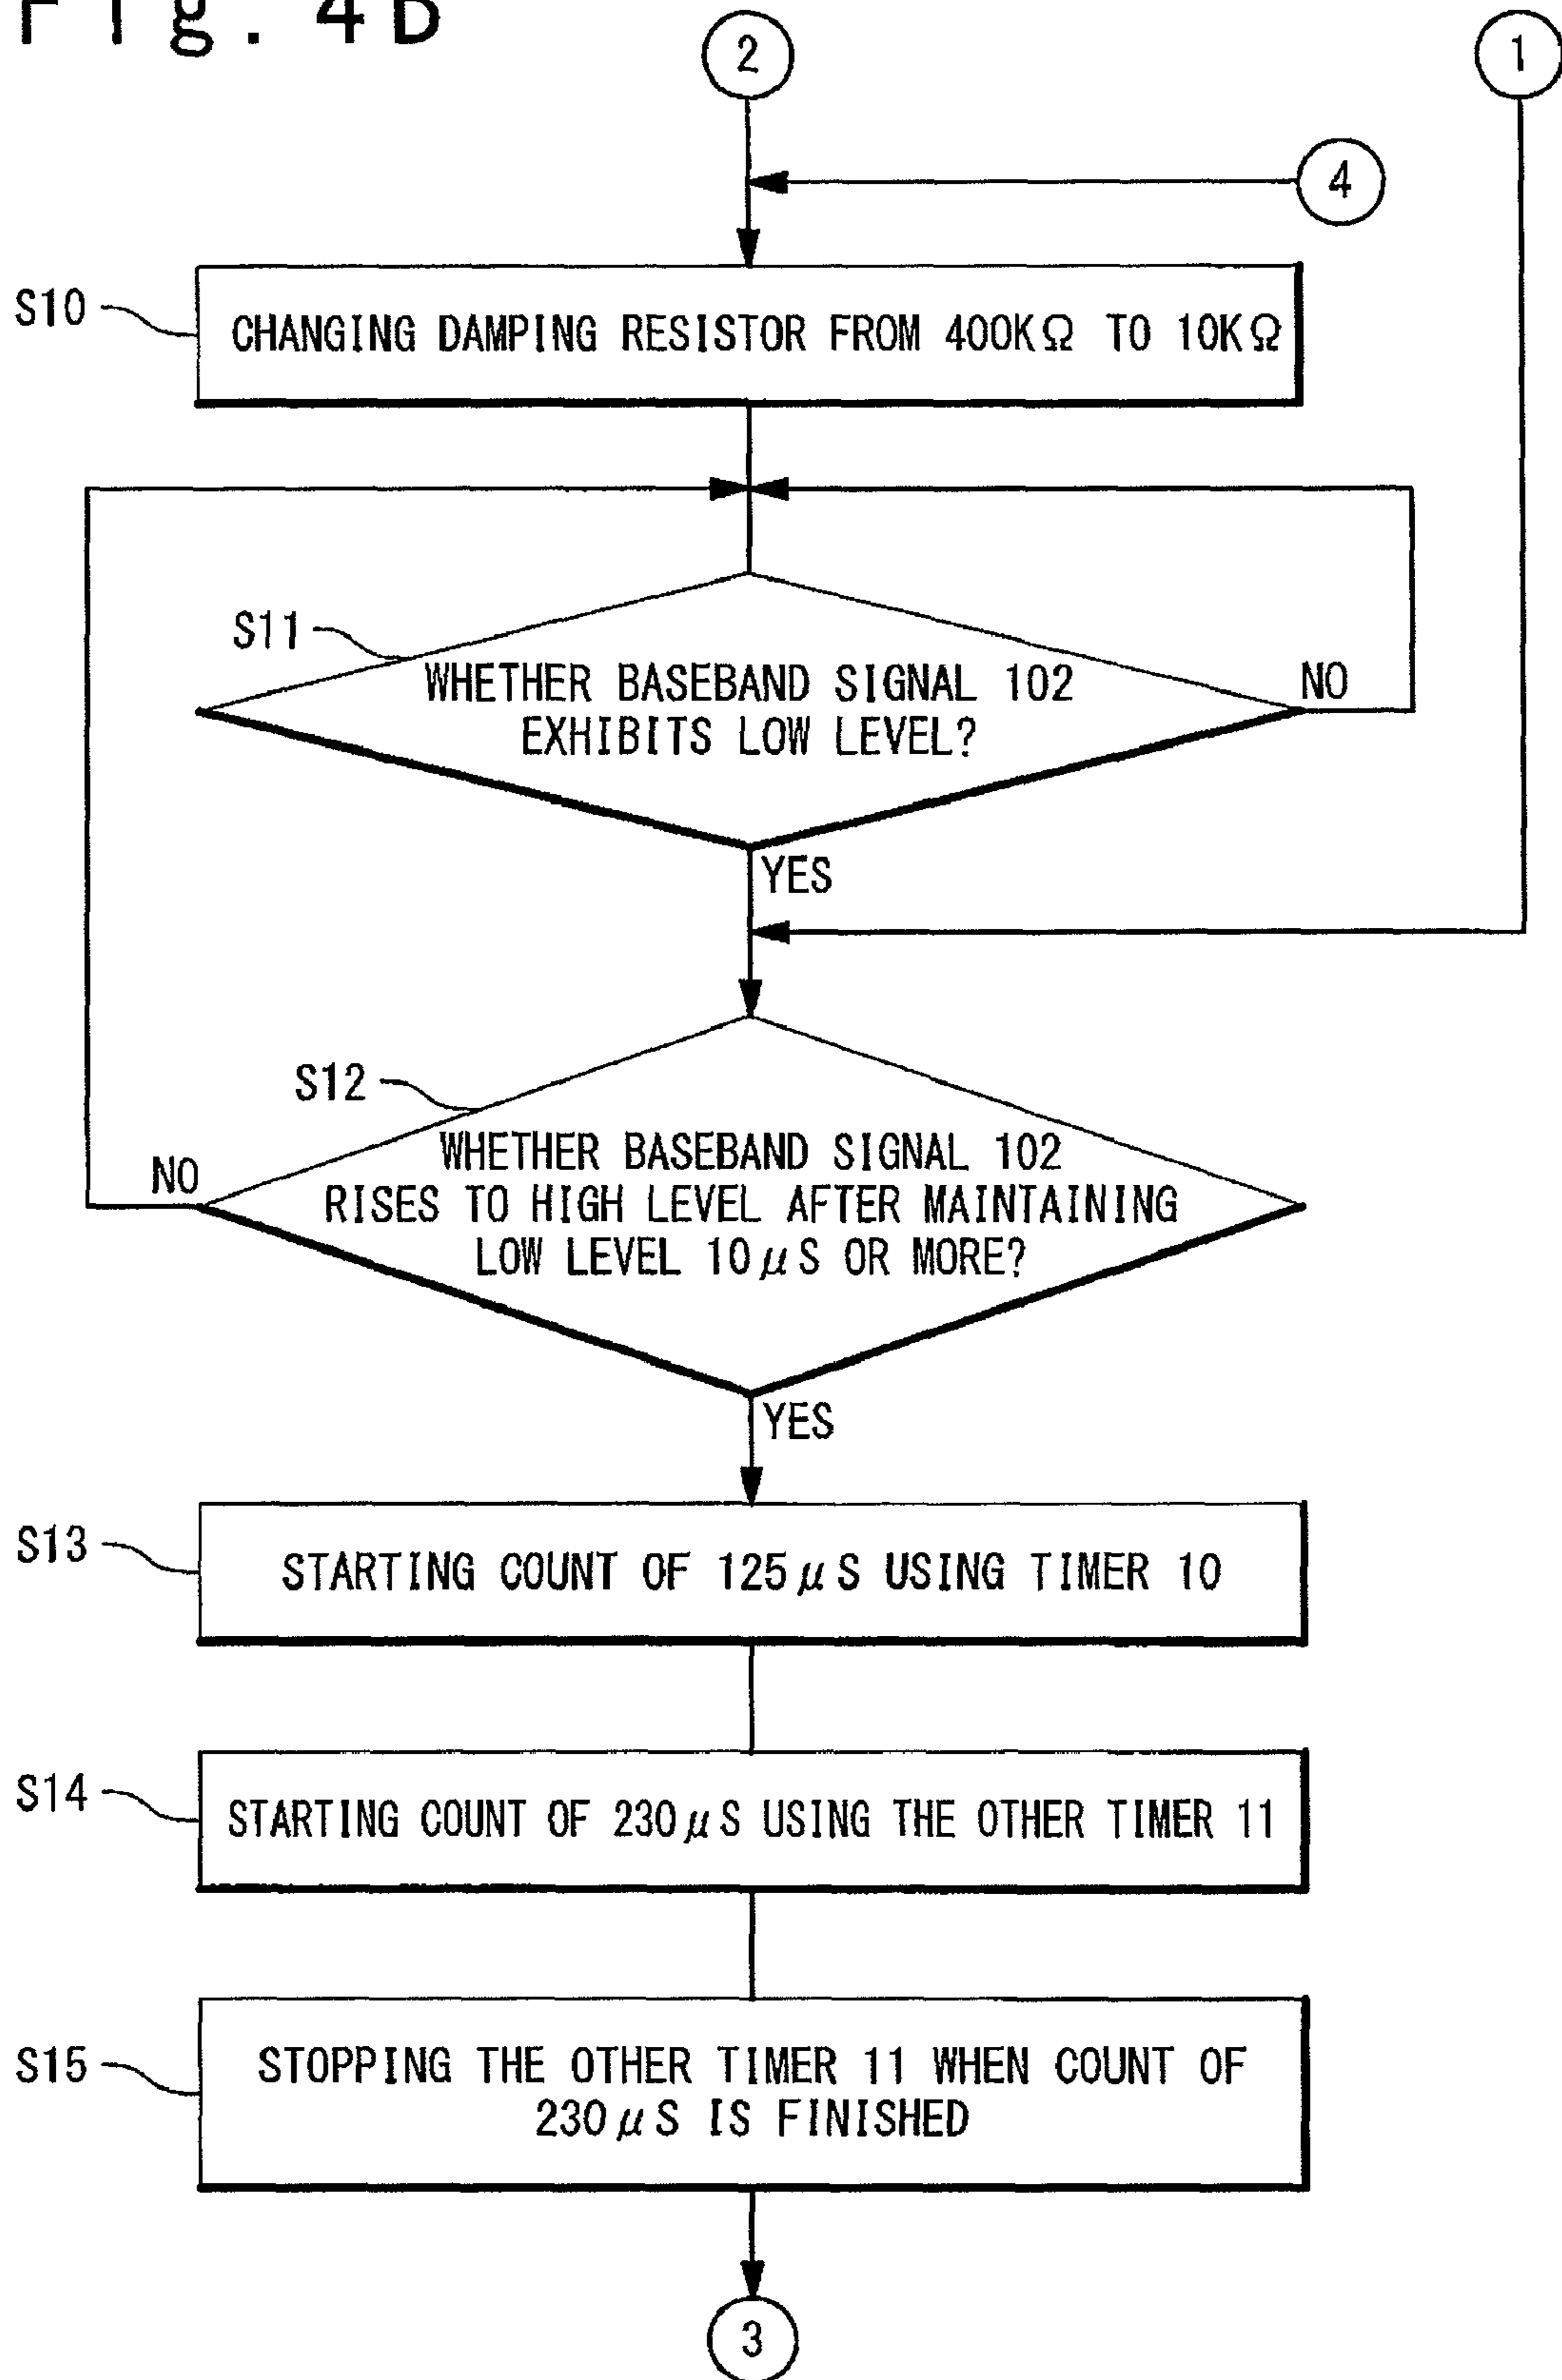 Fig. 4B
2
1
4
S10
CHANGING DAMPING RESISTOR FROM 400KΩ TO 10KΩ
S11
WHETHER BASEBAND SIGNAL 102
EXHIBITS LOW LEVEL?
NO
YES
S12
WHETHER BASEBAND SIGNAL 102
RISES TO HIGH LEVEL AFTER MAINTAINING
LOW LEVEL 10μS OR MORE?
NO
YES
S13
STARTING COUNT OF 125μS USING TIMER 10
S14
STARTING COUNT OF 230μS USING THE OTHER TIMER 11
S15
STOPPING THE OTHER TIMER 11 WHEN COUNT OF
230μS IS FINISHED
3